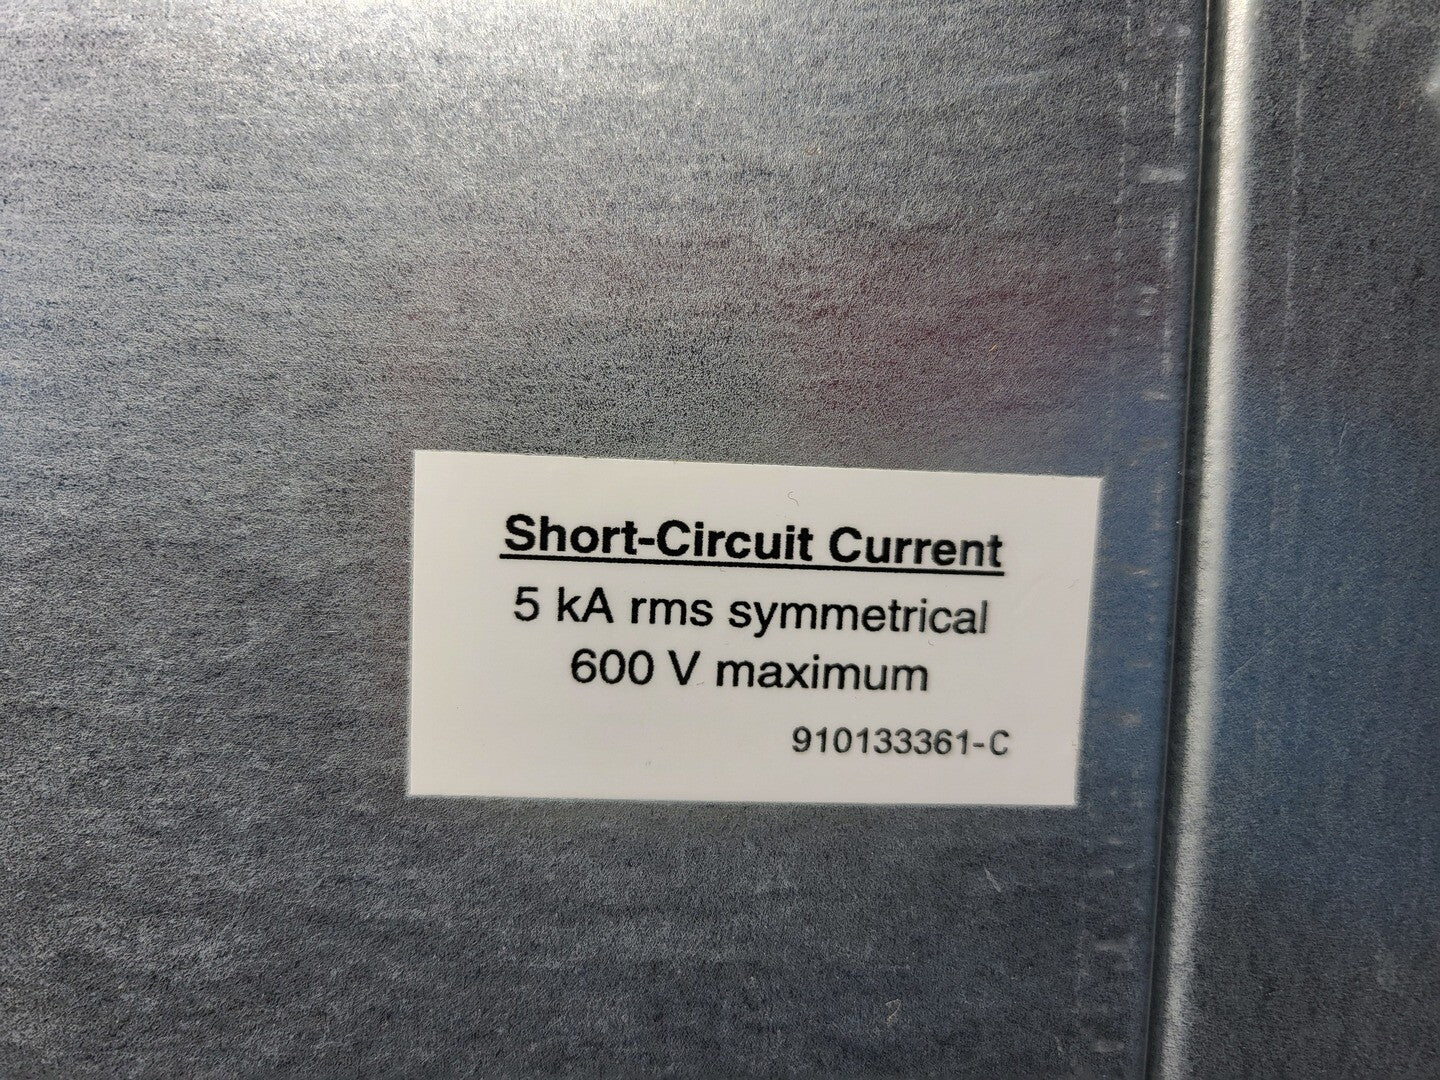 Short-Circuit Current
5 kA rms symmetrical
600 V maximum
910133361-C